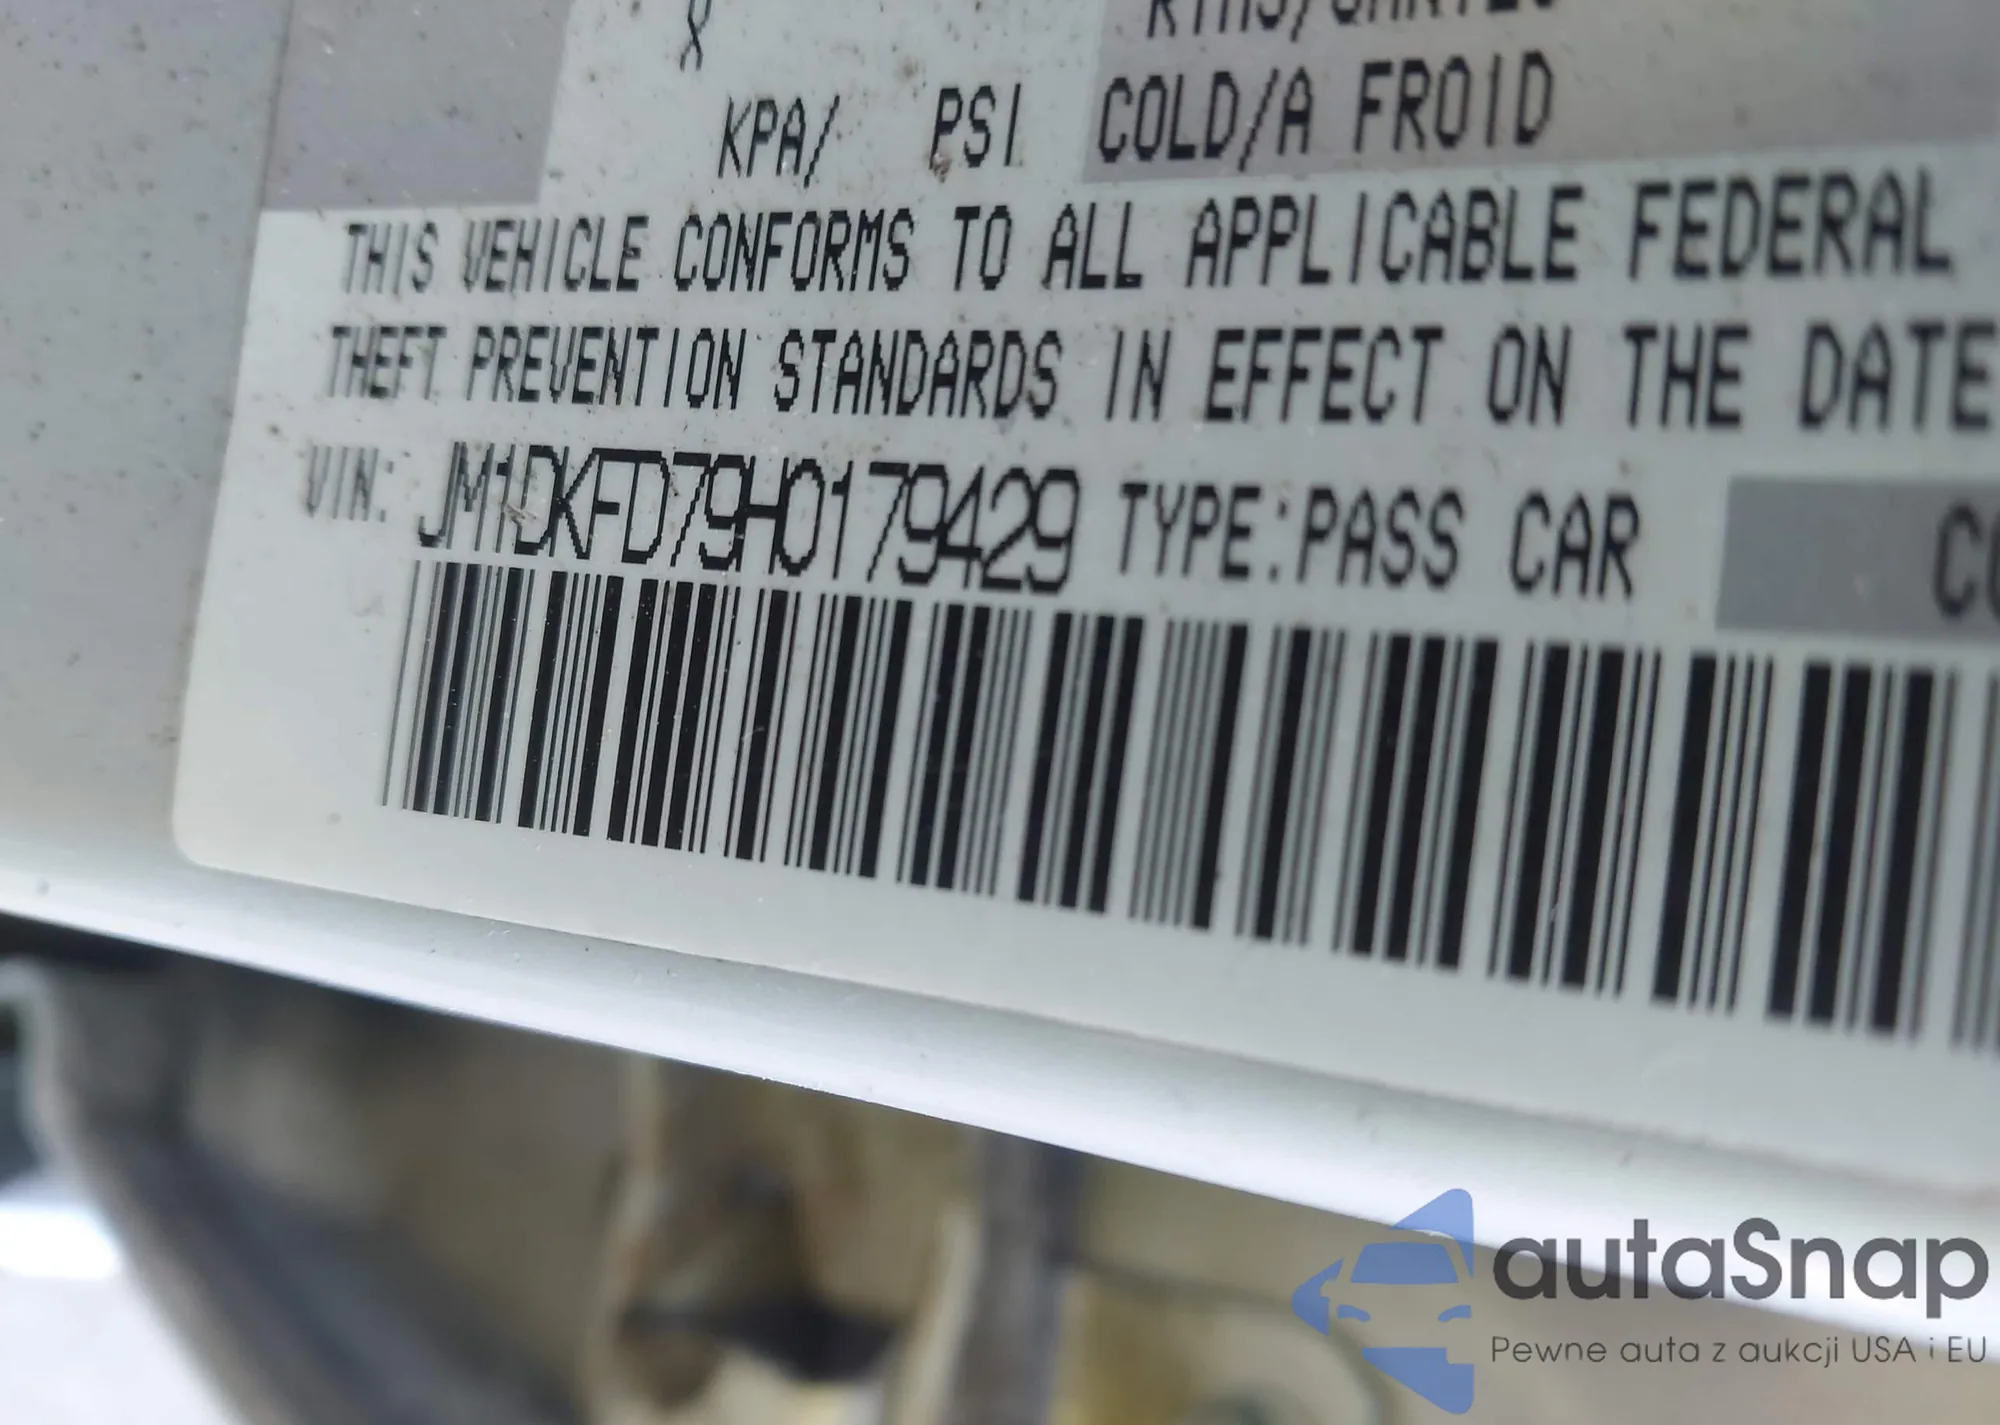 KPA/ PSI COLD/A FROID
THIS VEHICLE CONFORMS TO ALL APPLICABLE FEDERAL
THEFT PREVENTION STANDARDS IN EFFECT ON THE DATE
VIN: JM1DKFD79H0179429 TYPE:PASS CAR
autaSnap
Pewne auta z aukcji USA i EU